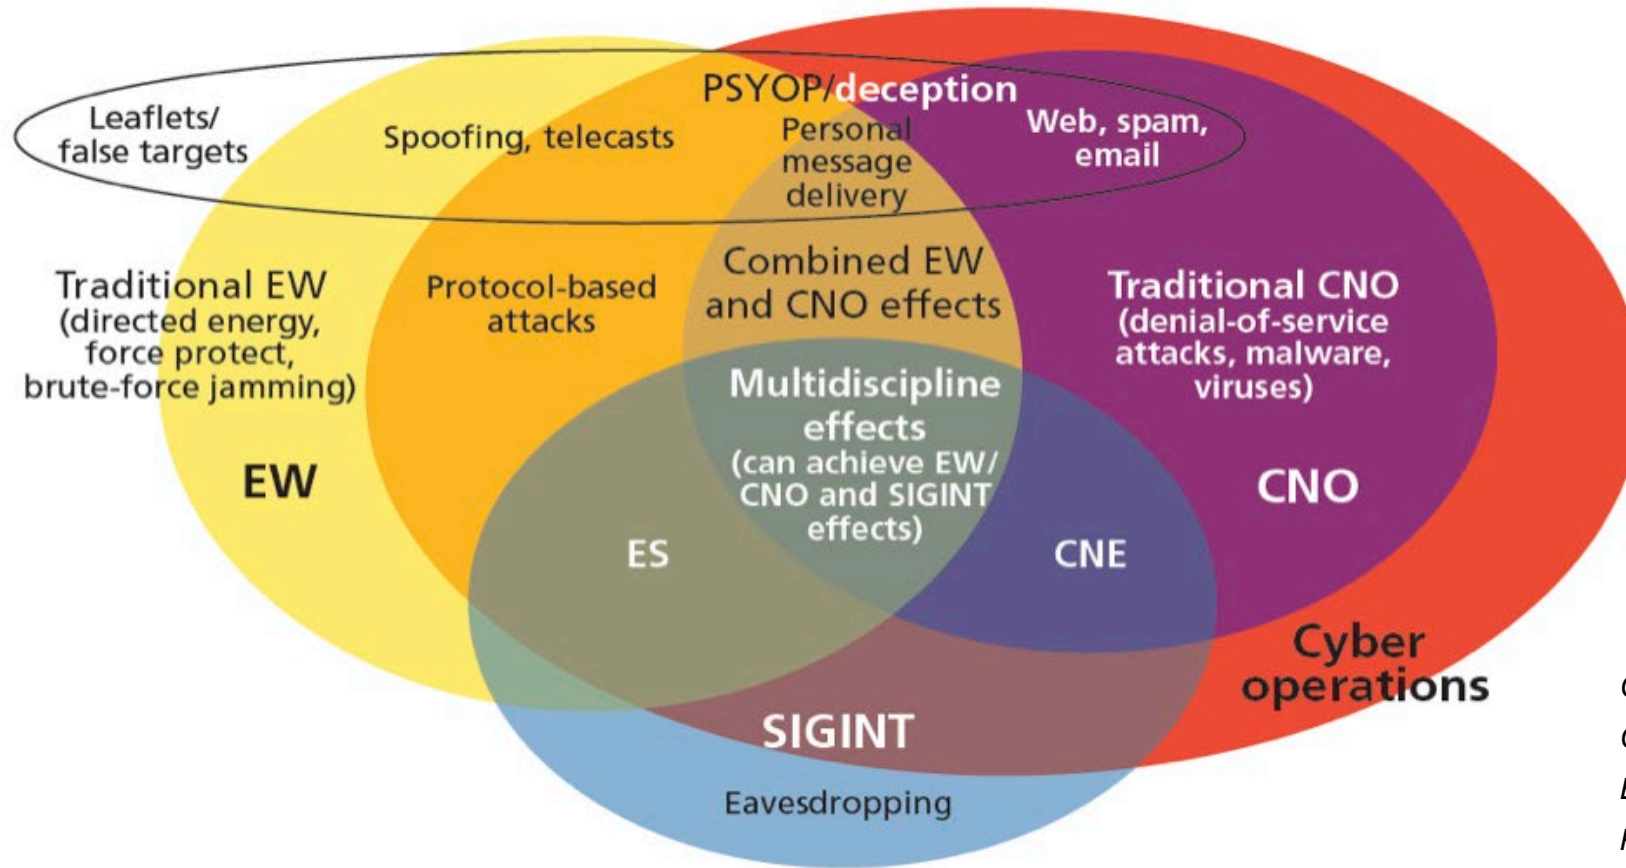 PSYOP/deception
Leaflets/
false targets
Spoofing, telecasts
Personal
message
delivery
Web, spam,
email
Traditional EW
(directed energy,
force protect,
brute-force jamming)
Protocol-based
attacks
Combined EW
and CNO effects
Traditional CNO
(denial-of-service
attacks, malware,
viruses)
Multidiscipline
effects
(can achieve EW/
CNO and SIGINT
effects)
EW
CNO
ES
CNE
Cyber
operations
SIGINT
Eavesdropping